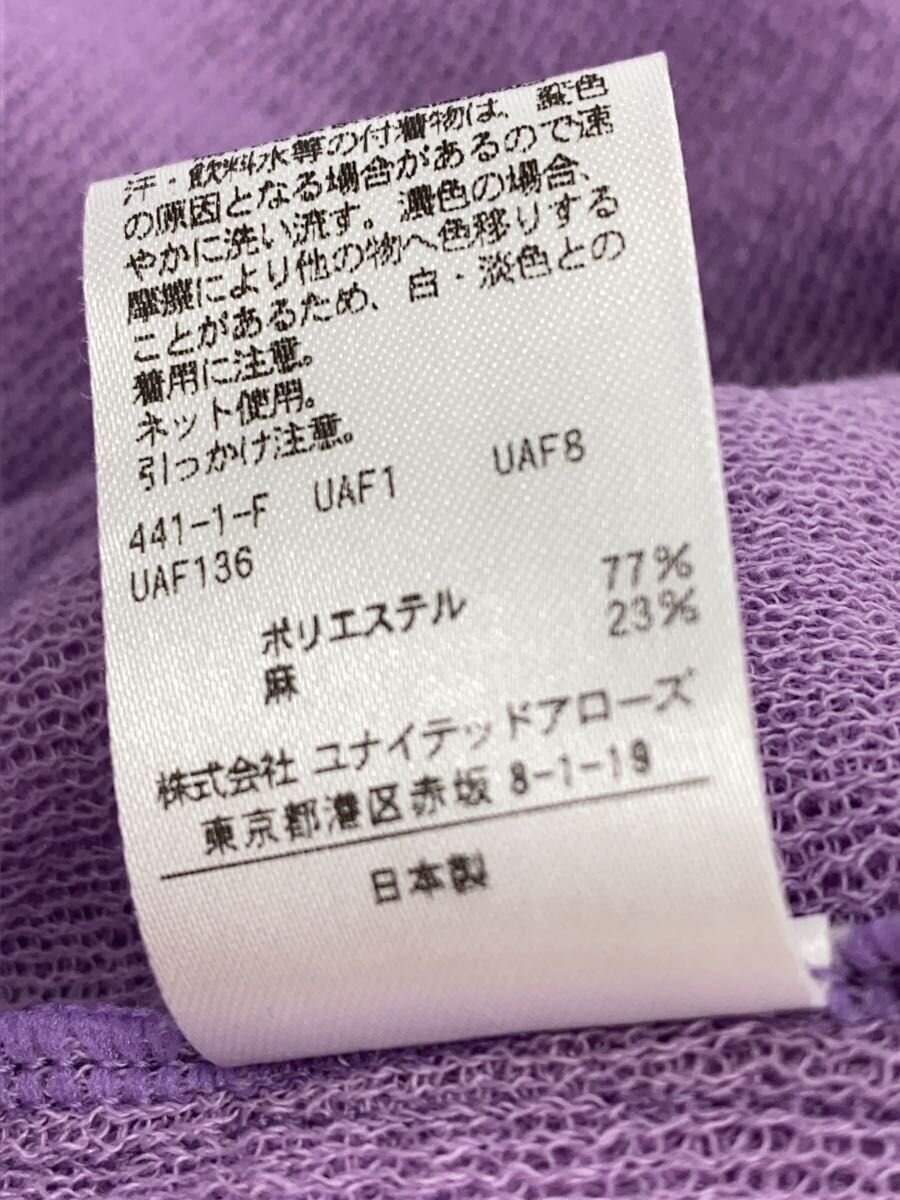 汗・飲料水等の付着物は、変色
の原因となる場合があるので速
やかに洗い流す。濃色の場合、
摩擦により他の物へ色移りする
ことがあるため、白・淡色との
着用に注意。
ネット使用。
引っかけ注意。
441-1-F UAF1 UAF8
UAF136
ポリエステル 77%
麻 23%
株式会社 ユナイテッドアローズ
東京都港区赤坂 8-1-19
日本製